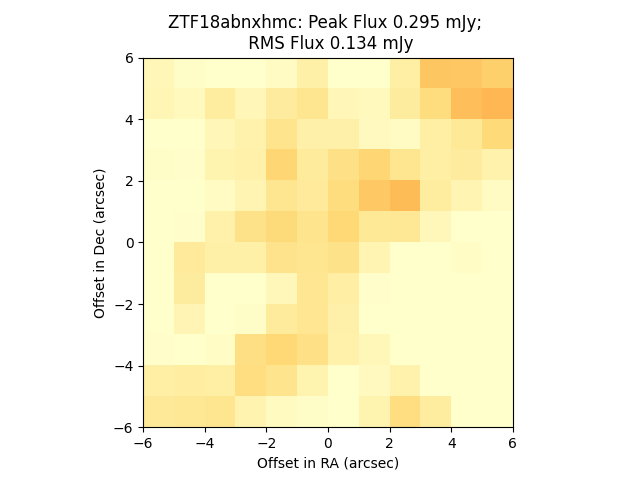 ZTF18abnxhmc: Peak Flux 0.295 mJy;
RMS Flux 0.134 mJy
6
4
2
0
−2
−4
−6
Offset in Dec (arcsec)
−6 −4 −2 0 2 4 6
Offset in RA (arcsec)